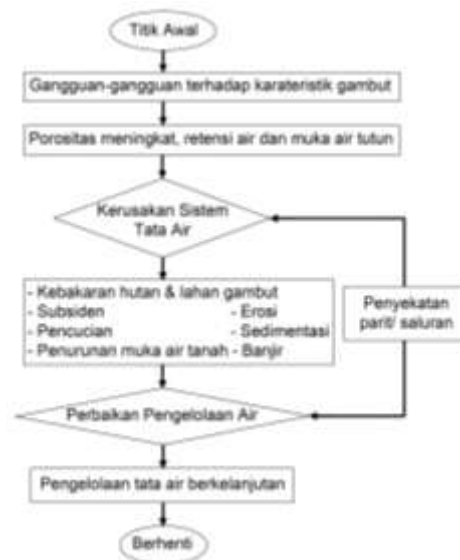 Titik Awal
Gangguan-gangguan terhadap karateristik gambut
Porositas meningkat, retensi air dan muka air tutun
Kerusakan Sistem
Tata Air
- Kebakaran hutan & lahan gambut
- Subsiden - Erosi
- Pencucian - Sedimentasi
- Penurunan muka air tanah - Banjir
Penyekatan
parit/ saluran
Perbaikan Pengelolaan Air
Pengelolaan tata air berkelanjutan
Berhenti